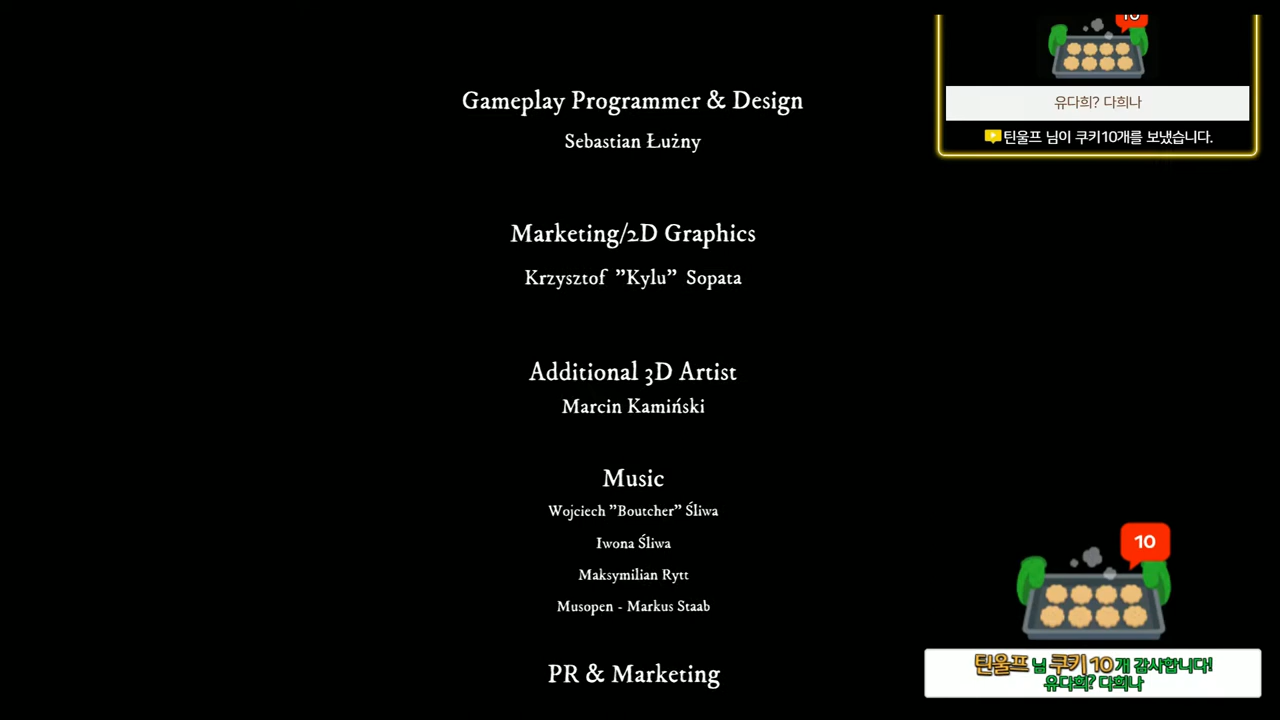 Gameplay Programmer & Design
Sebastian Łużny
Marketing/2D Graphics
Krzysztof "Kylu" Sopata
Additional 3D Artist
Marcin Kamiński
Music
Wojciech "Boutcher" Śliwa
Iwona Śliwa
Maksymilian Rytt
Musopen - Markus Staab
PR & Marketing
10
유다희? 다희나
틴울프 님이 쿠키10개를 보냈습니다.
10
틴울프 님 쿠키 10개 감사합니다!
유다희? 다희나